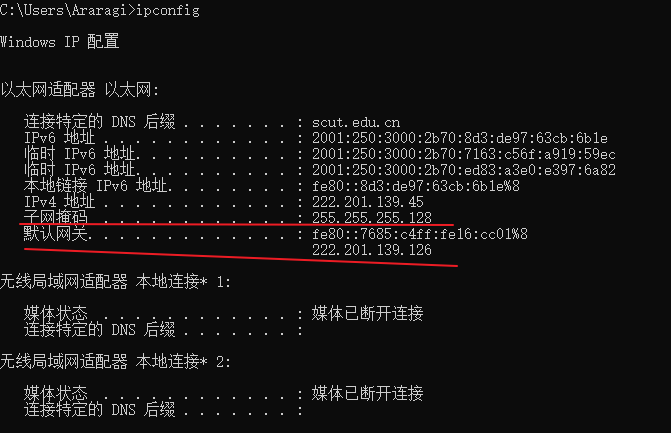 C:\Users\Araragi>ipconfig
Windows IP 配置
以太网适配器 以太网:
连接特定的 DNS 后缀 . . . . . . . : scut.edu.cn
IPv6 地址 . . . . . . . . . . . . : 2001:250:3000:2b70:8d3:de97:63cb:6b1e
临时 IPv6 地址. . . . . . . . . . : 2001:250:3000:2b70:7163:c56f:a919:59ec
临时 IPv6 地址. . . . . . . . . . : 2001:250:3000:2b70:ed83:a3e0:e397:6a82
本地链接 IPv6 地址. . . . . . . . : fe80::8d3:de97:63cb:6b1e%8
IPv4 地址 . . . . . . . . . . . . : 222.201.139.45
子网掩码 . . . . . . . . . . . . : 255.255.255.128
默认网关. . . . . . . . . . . . . : fe80::7685:c4ff:fe16:cc01%8
222.201.139.126
无线局域网适配器 本地连接* 1:
媒体状态 . . . . . . . . . . . . : 媒体已断开连接
连接特定的 DNS 后缀 . . . . . . . :
无线局域网适配器 本地连接* 2:
媒体状态 . . . . . . . . . . . . : 媒体已断开连接
连接特定的 DNS 后缀 . . . . . . . :